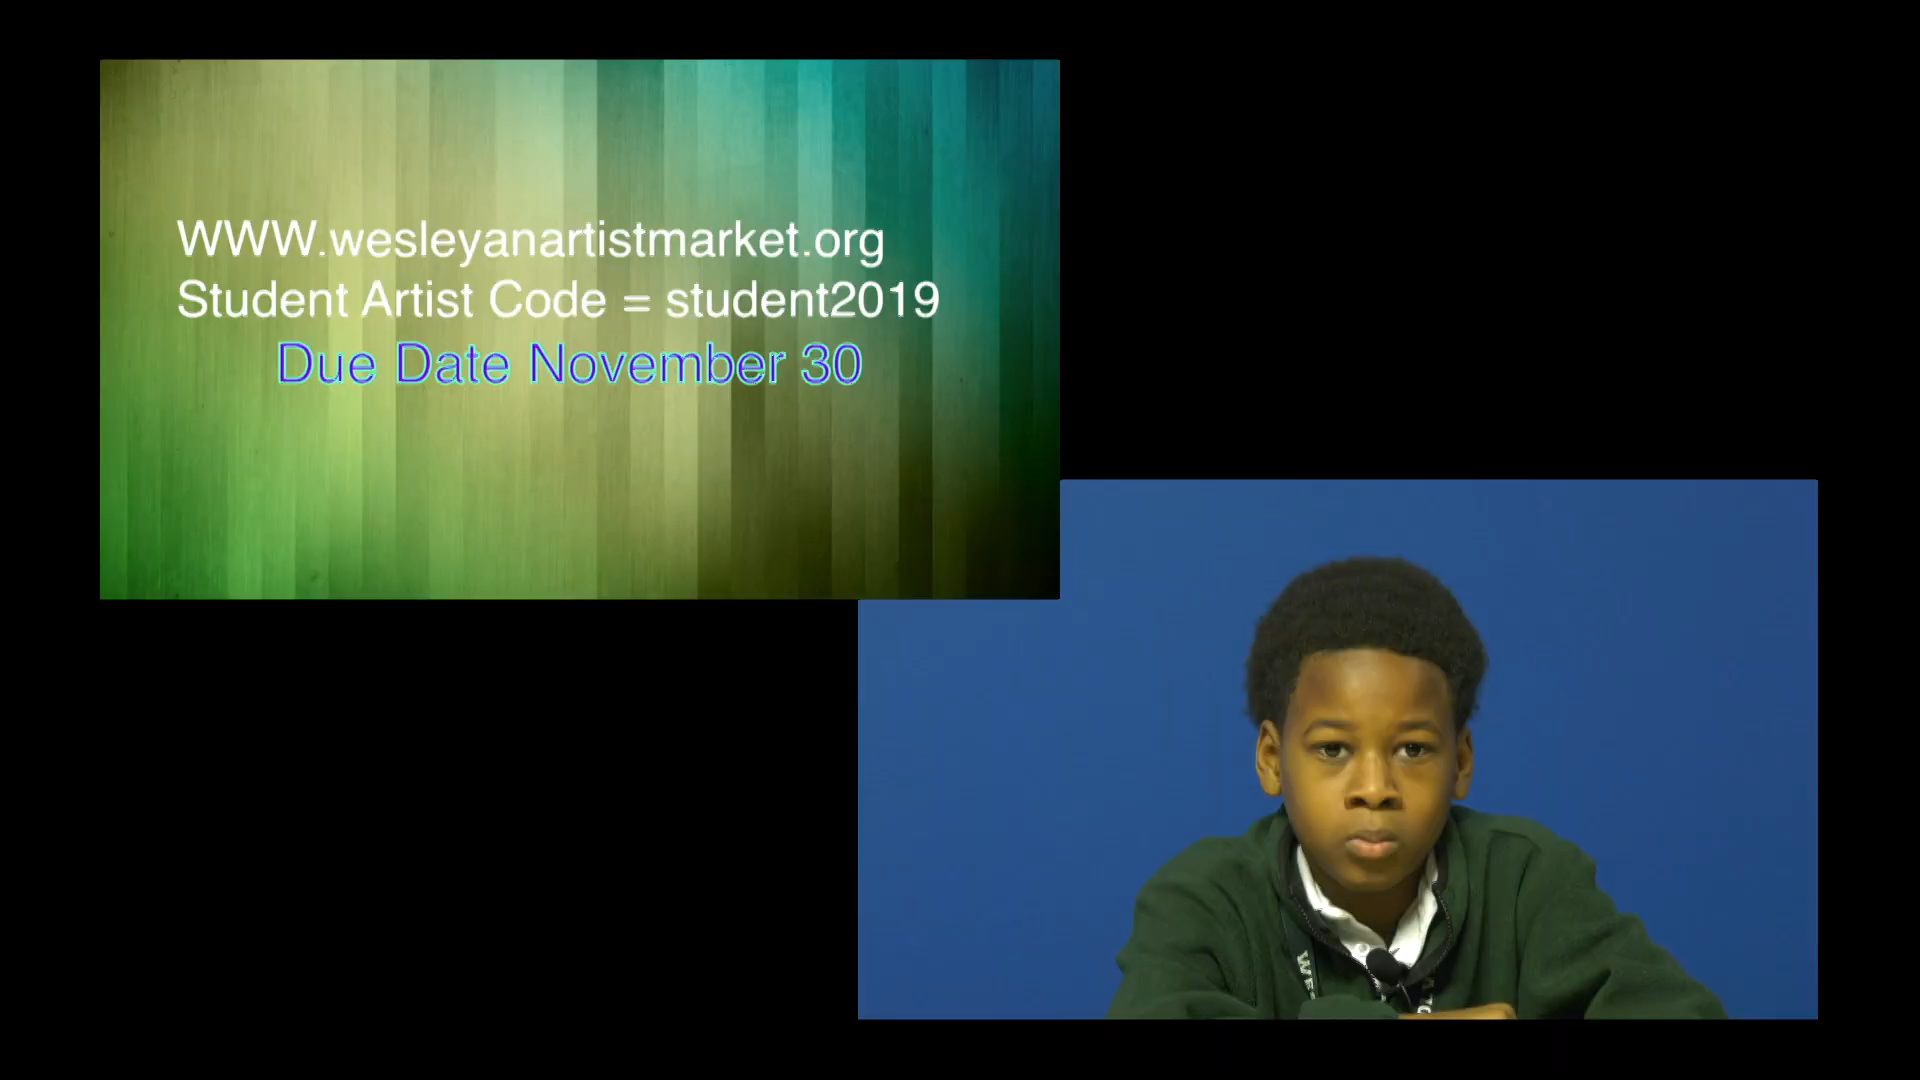 WWW.wesleyanartistmarket.org
Student Artist Code = student2019
Due Date November 30